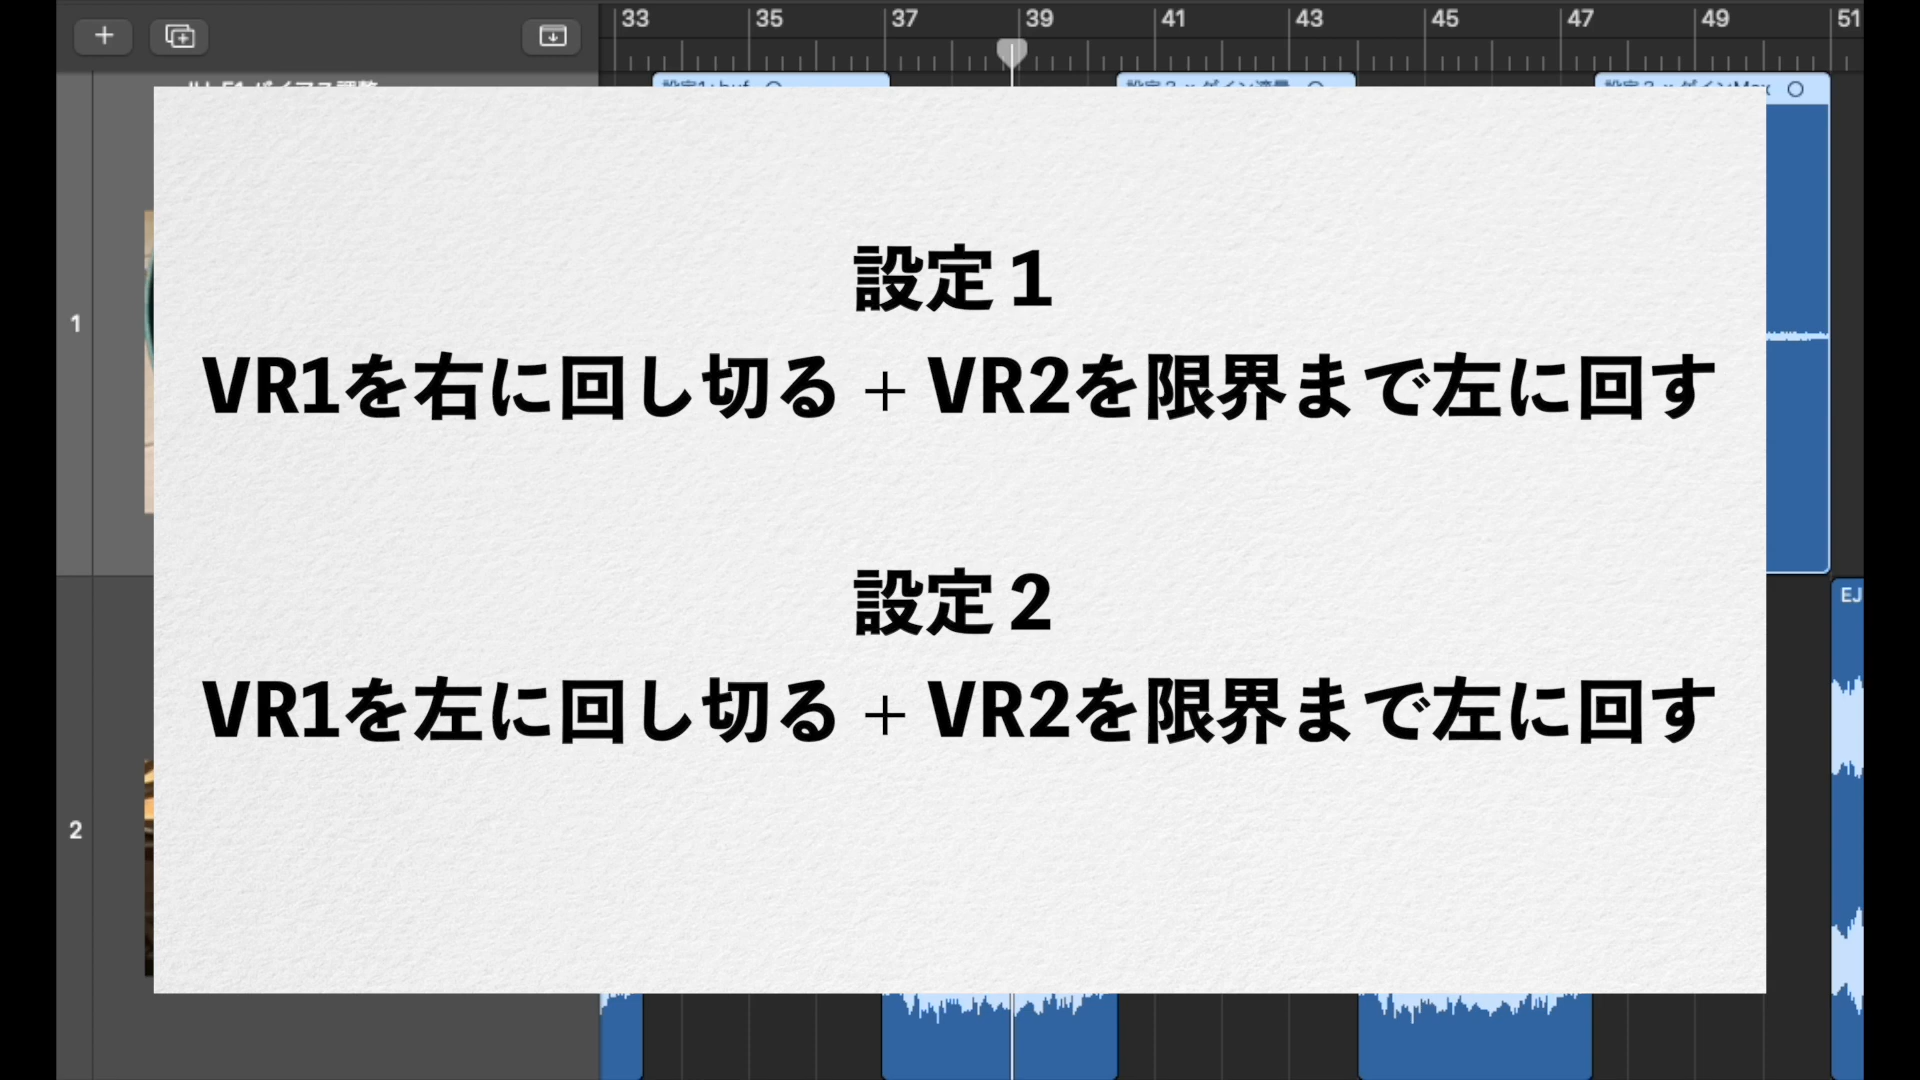 33 35 37 39 41 43 45 47 49 51
1
設定１
VR1を右に回し切る + VR2を限界まで左に回す
設定２
VR1を左に回し切る + VR2を限界まで左に回す
EJ
2